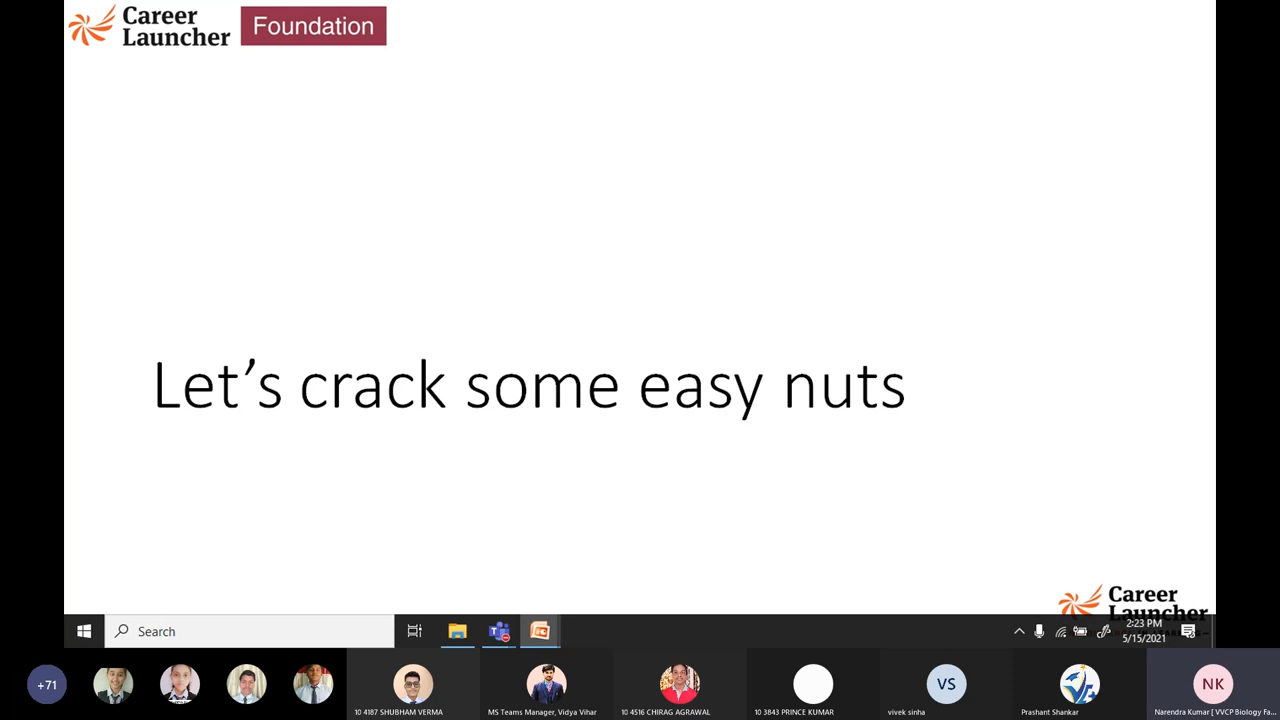 Career
Launcher
Foundation
Let's crack some easy nuts
Career
Launcher
Search
2:23 PM
5/15/2021
+71
10 4187 SHUBHAM VERMA
MS Teams Manager, Vidya Vihar
10 4516 CHIRAG AGRAWAL
10 3843 PRINCE KUMAR
VS
vivek sinha
Prashant Shankar
NK
Narendra Kumar [ VVCP Biology Fa...